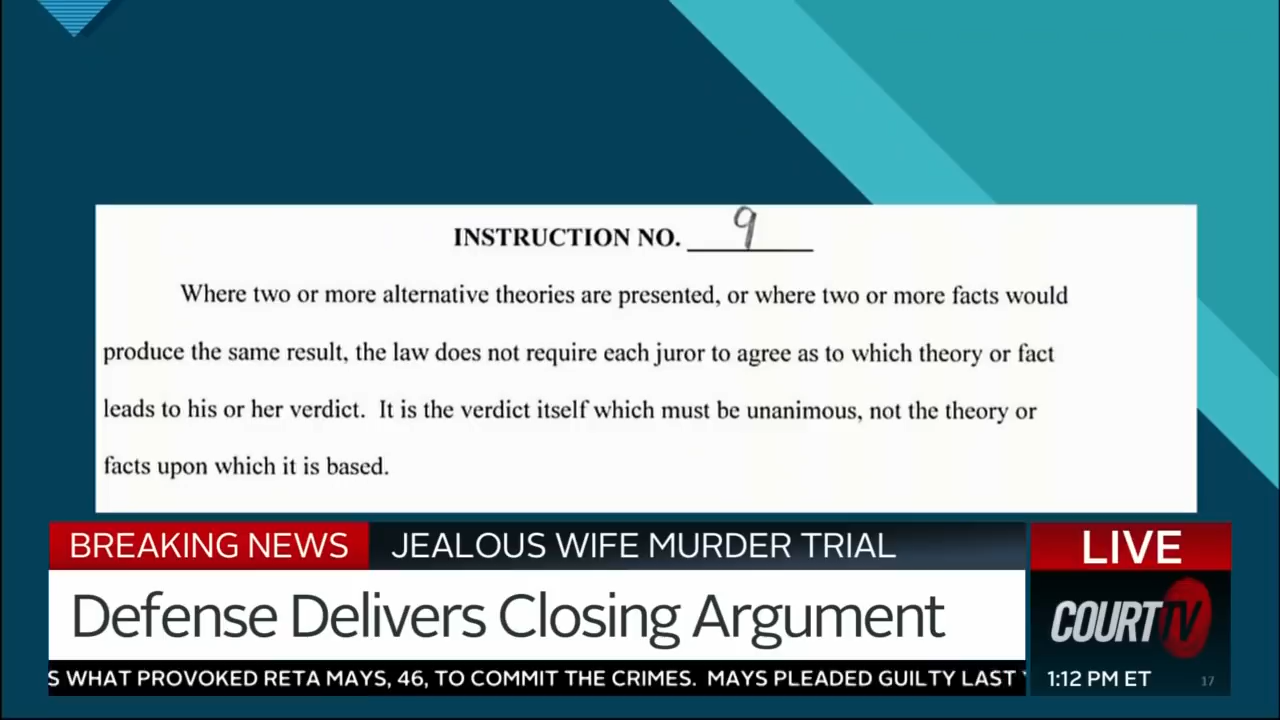 INSTRUCTION NO. 9
Where two or more alternative theories are presented, or where two or more facts would
produce the same result, the law does not require each juror to agree as to which theory or fact
leads to his or her verdict. It is the verdict itself which must be unanimous, not the theory or
facts upon which it is based.
BREAKING NEWS JEALOUS WIFE MURDER TRIAL
LIVE
Defense Delivers Closing Argument
COURT TV
S WHAT PROVOKED RETA MAYS, 46, TO COMMIT THE CRIMES. MAYS PLEADED GUILTY LAST
1:12 PM ET 17